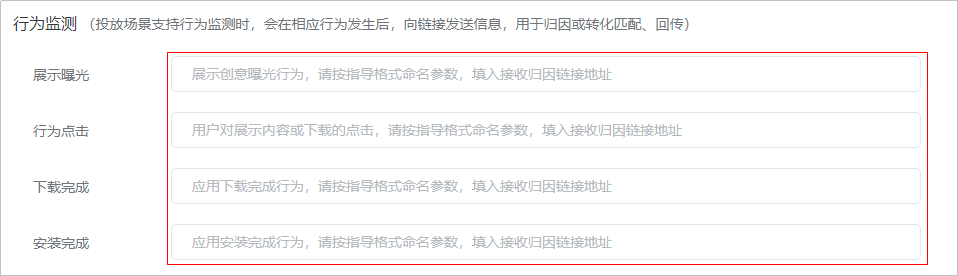 行为监测 （投放场景支持行为监测时，会在相应行为发生后，向链接发送信息，用于归因或转化匹配、回传）
展示曝光 展示创意曝光行为，请按指导格式命名参数，填入接收归因链接地址
行为点击 用户对展示内容或下载的点击，请按指导格式命名参数，填入接收归因链接地址
下载完成 应用下载完成行为，请按指导格式命名参数，填入接收归因链接地址
安装完成 应用安装完成行为，请按指导格式命名参数，填入接收归因链接地址